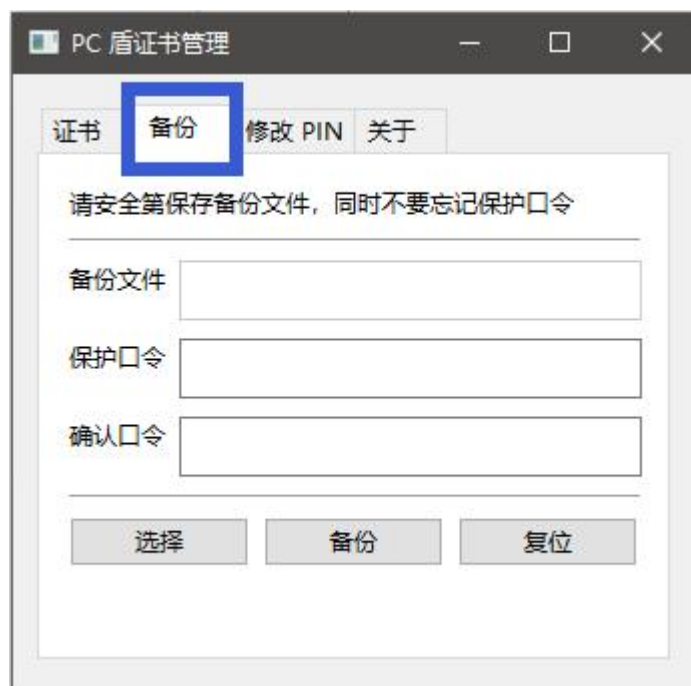 PC 盾证书管理
证书 备份 修改 PIN 关于
请安全第保存备份文件，同时不要忘记保护口令
备份文件
保护口令
确认口令
选择 备份 复位